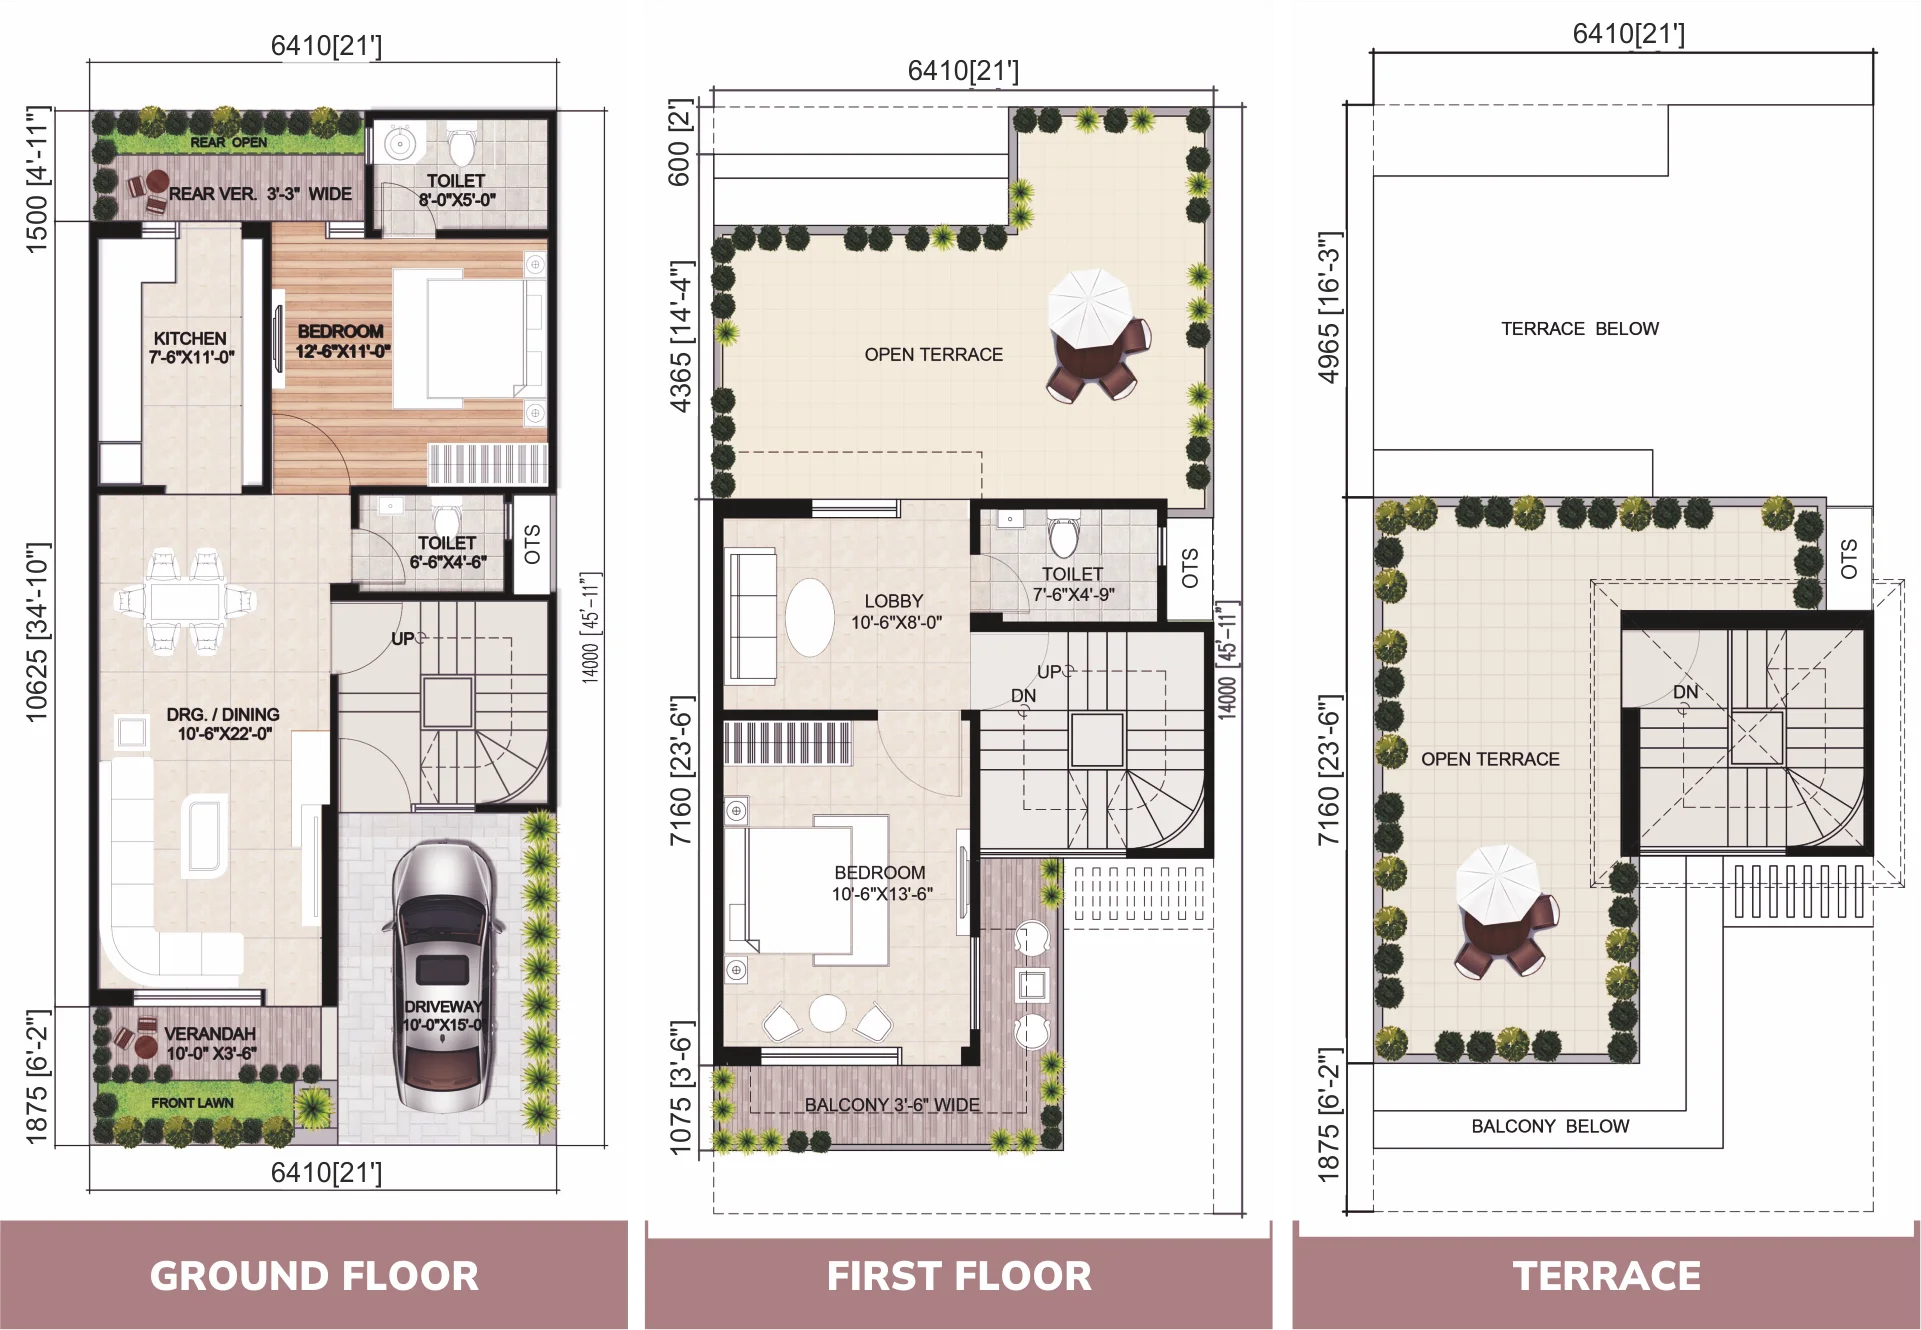 6410[21']
1500 [4'-11"]
REAR OPEN
REAR VER. 3'-3" WIDE
TOILET
8'-0"X5'-0"
KITCHEN
7'-6"X11'-0"
BEDROOM
12'-6"X11'-0"
TOILET
6'-6"X4'-6"
OTS
10625 [34'-10"]
14000 [45'-11"]
UP
DRG. / DINING
10'-6"X22'-0"
DRIVEWAY
10'-0"X15'-0
VERANDAH
10'-0" X3'-6"
1875 [6'-2"]
FRONT LAWN
6410[21']
GROUND FLOOR
6410[21']
600 [2"]
4365 [14'-4"]
OPEN TERRACE
LOBBY
10'-6"X8'-0"
TOILET
7'-6"X4'-9"
OTS
14000 [45'-11"]
UP
DN
7160 [23'-6"]
BEDROOM
10'-6"X13'-6"
1075 [3'-6"]
BALCONY 3'-6" WIDE
FIRST FLOOR
6410[21']
4965 [16'-3"]
TERRACE BELOW
OTS
DN
7160 [23'-6"]
OPEN TERRACE
1875 [6'-2"]
BALCONY BELOW
TERRACE